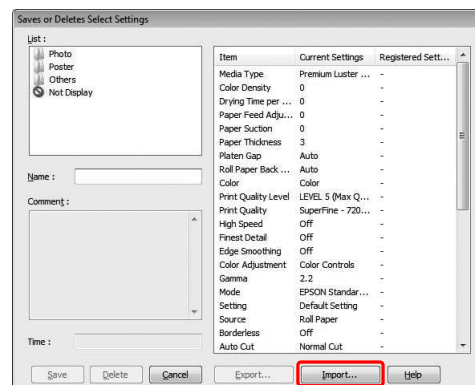 Saves or Deletes Select Settings
List :
Photo
Poster
Others
Not Display
Name :
Comment :
Time :
Item Current Settings Registered Sett...
Media Type Premium Luster ... -
Color Density 0 -
Drying Time per ... 0 -
Paper Feed Adju... 0 -
Paper Suction 0 -
Paper Thickness 3 -
Platen Gap Auto -
Roll Paper Back ... Auto -
Color Color -
Print Quality Level LEVEL 5 (Max Q... -
Print Quality SuperFine - 720... -
High Speed Off -
Finest Detail Off -
Edge Smoothing Off -
Color Adjustment Color Controls -
Gamma 2.2 -
Mode EPSON Standar... -
Setting Default Setting -
Source Roll Paper -
Borderless Off -
Auto Cut Normal Cut -
Save Delete Cancel Export... Import... Help